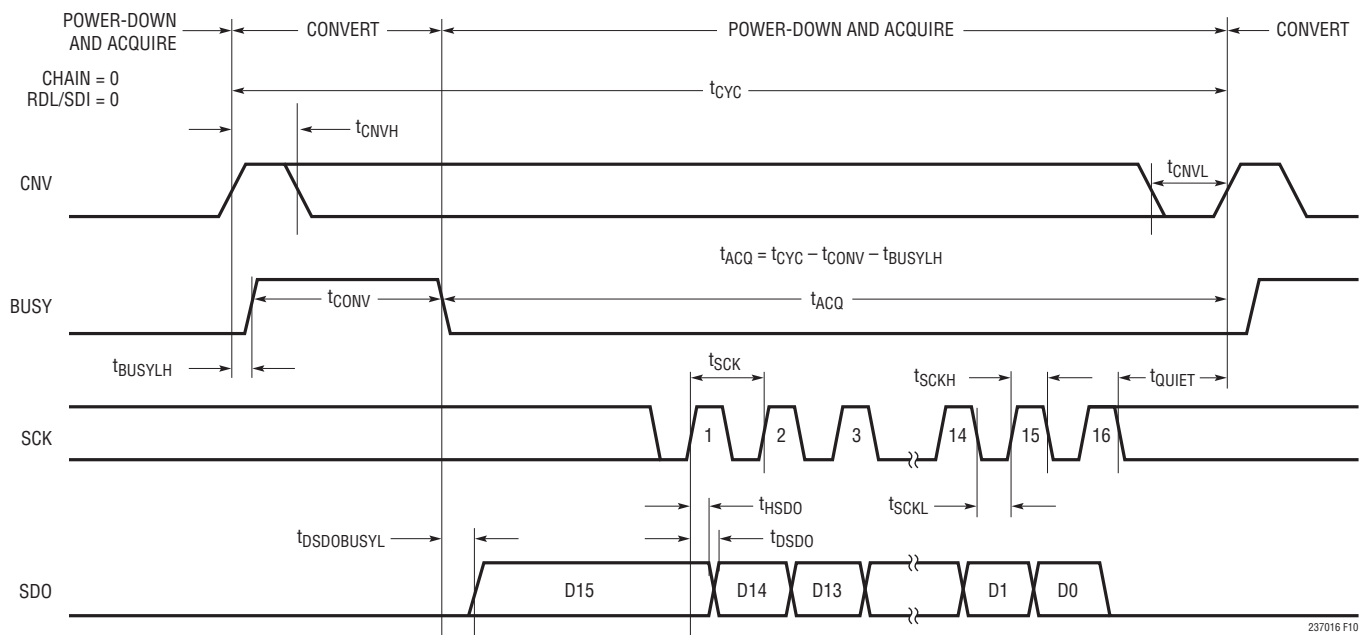 POWER-DOWN
AND ACQUIRE
CONVERT
POWER-DOWN AND ACQUIRE
CONVERT
CHAIN = 0
RDL/SDI = 0
tCYC
tCNVH
CNV
tCNVL
tACQ = tCYC – tCONV – tBUSYLH
BUSY
tCONV
tACQ
tBUSYLH
tSCK
tSCKH
tQUIET
SCK
1
2
3
14
15
16
tHSDO
tSCKL
tDSDOBUSYL
tDSDO
SDO
D15
D14
D13
D1
D0
237016 F10